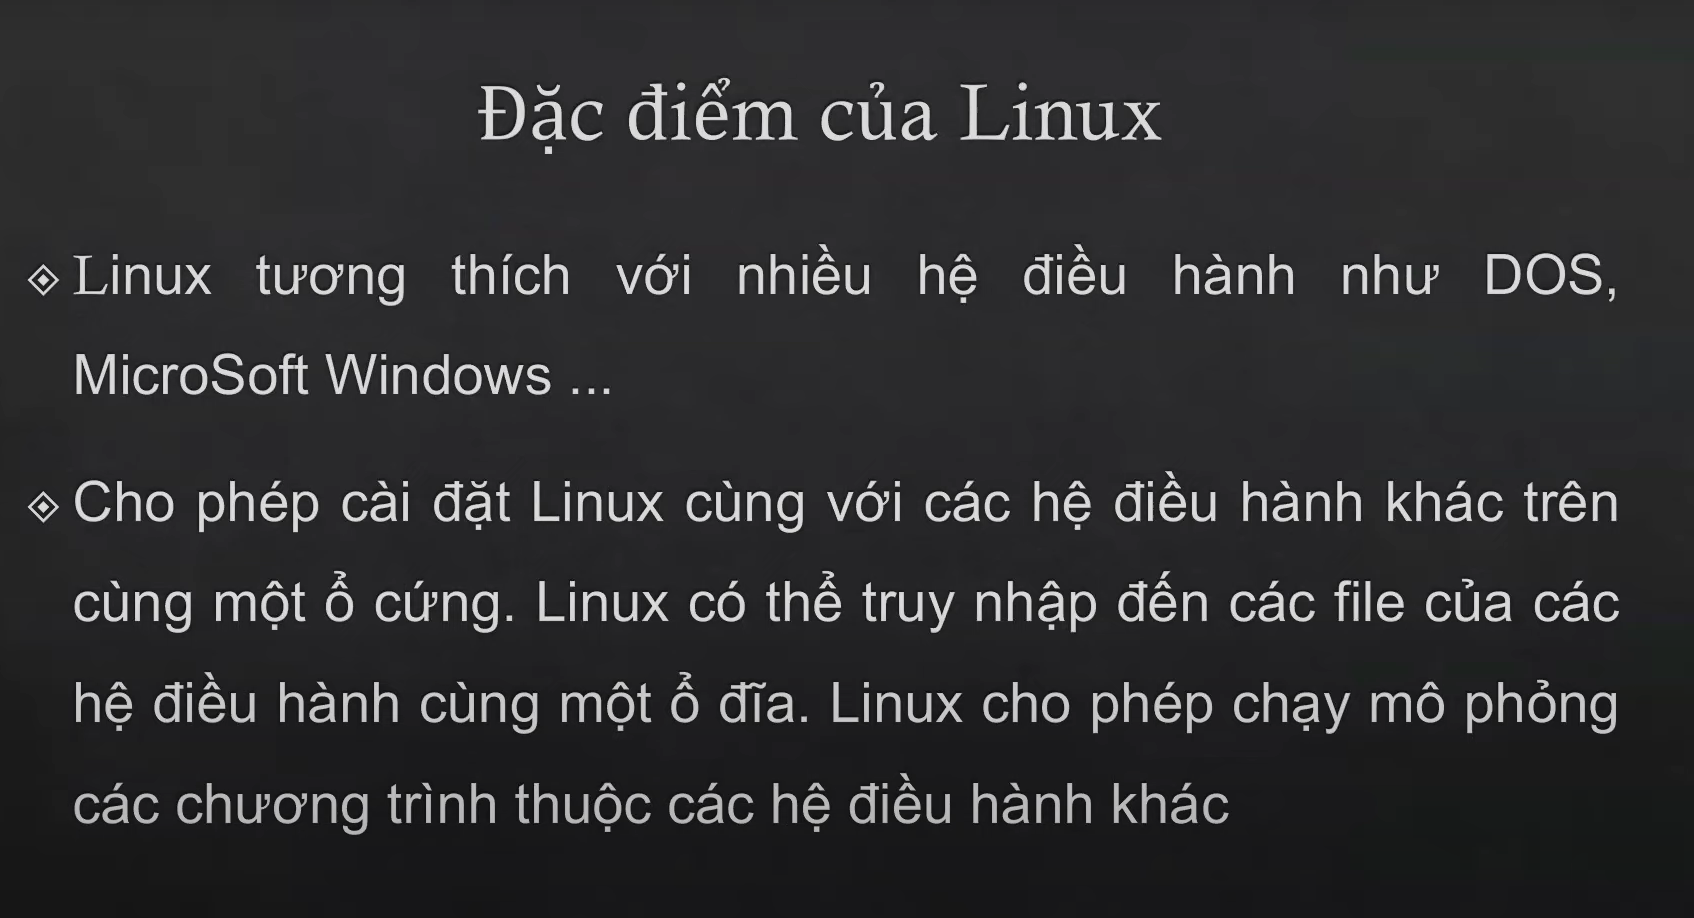 Đặc điểm của Linux
Linux tương thích với nhiều hệ điều hành như DOS,
MicroSoft Windows ...
Cho phép cài đặt Linux cùng với các hệ điều hành khác trên
cùng một ổ cứng. Linux có thể truy nhập đến các file của các
hệ điều hành cùng một ổ đĩa. Linux cho phép chạy mô phỏng
các chương trình thuộc các hệ điều hành khác